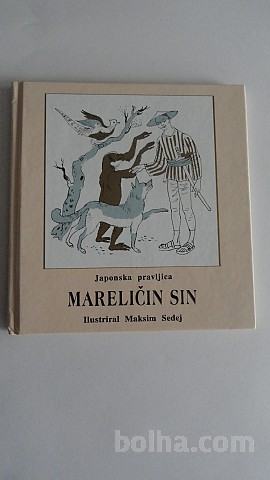 Japonska pravljica
MARELIČIN SIN
Ilustriral Maksim Sedej
bolha.com